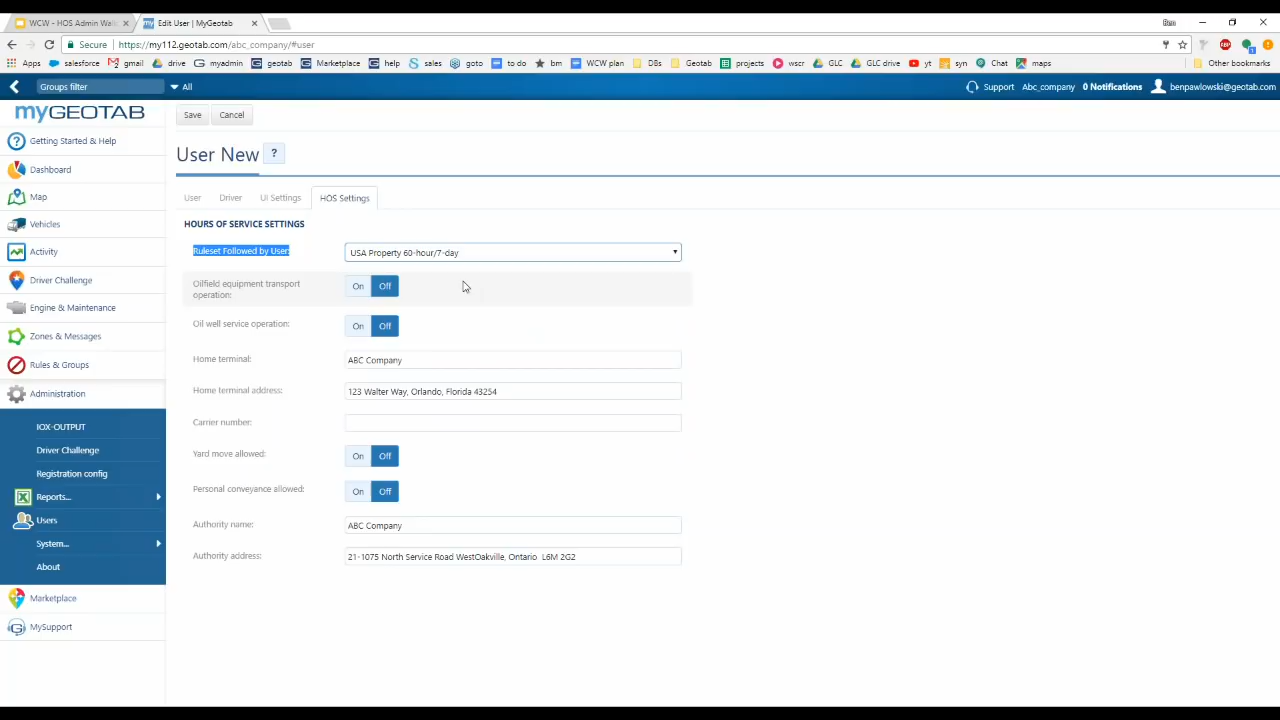 WCW - HOS Admin Wal
Edit User | MyGeotab
Secure
https://my112.geotab.com/abc_company/#user
Apps
salesforce
gmail
drive
myadmin
geotab
Marketplace
help
sales
goto
to do
bm
WCW plan
DBs
Geotab
projects
wscr
GLC
GLC drive
yt
syn
Chat
maps
Other bookmarks
Groups filter
All
Support
Abc_company
0 Notifications
benpawlowski@geotab.com
myGEOTAB
Save
Cancel
Getting Started & Help
User New
?
Dashboard
Map
User
Driver
UI Settings
HOS Settings
Vehicles
HOURS OF SERVICE SETTINGS
Activity
Ruleset Followed by User:
USA Property 60-hour/7-day
Driver Challenge
Oilfield equipment transport
operation:
On
Off
Engine & Maintenance
Oil well service operation:
On
Off
Zones & Messages
Rules & Groups
Home terminal:
ABC Company
Administration
Home terminal address:
123 Walter Way, Orlando, Florida 43254
IOX-OUTPUT
Carrier number:
Driver Challenge
Yard move allowed:
On
Off
Registration config
Reports...
Personal conveyance allowed:
On
Off
Users
Authority name:
ABC Company
System...
Authority address:
21-1075 North Service Road WestOakville, Ontario L6M 2G2
About
Marketplace
MySupport